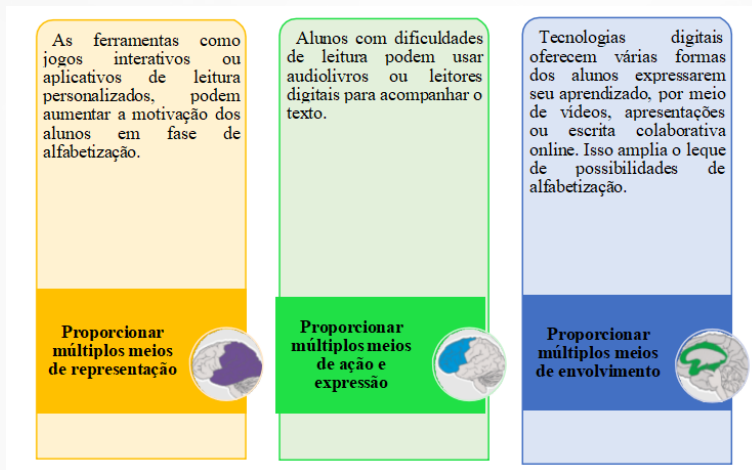 As ferramentas como
jogos interativos ou
aplicativos de leitura
personalizados, podem
aumentar a motivação dos
alunos em fase de
alfabetização.
Proporcionar
múltiplos meios
de representação
Alunos com dificuldades
de leitura podem usar
audiolivros ou leitores
digitais para acompanhar o
texto.
Proporcionar
múltiplos meios
de ação e
expressão
Tecnologias digitais
oferecem várias formas
dos alunos expressarem
seu aprendizado, por meio
de vídeos, apresentações
ou escrita colaborativa
online. Isso amplia o leque
de possibilidades de
alfabetização.
Proporcionar
múltiplos meios
de envolvimento